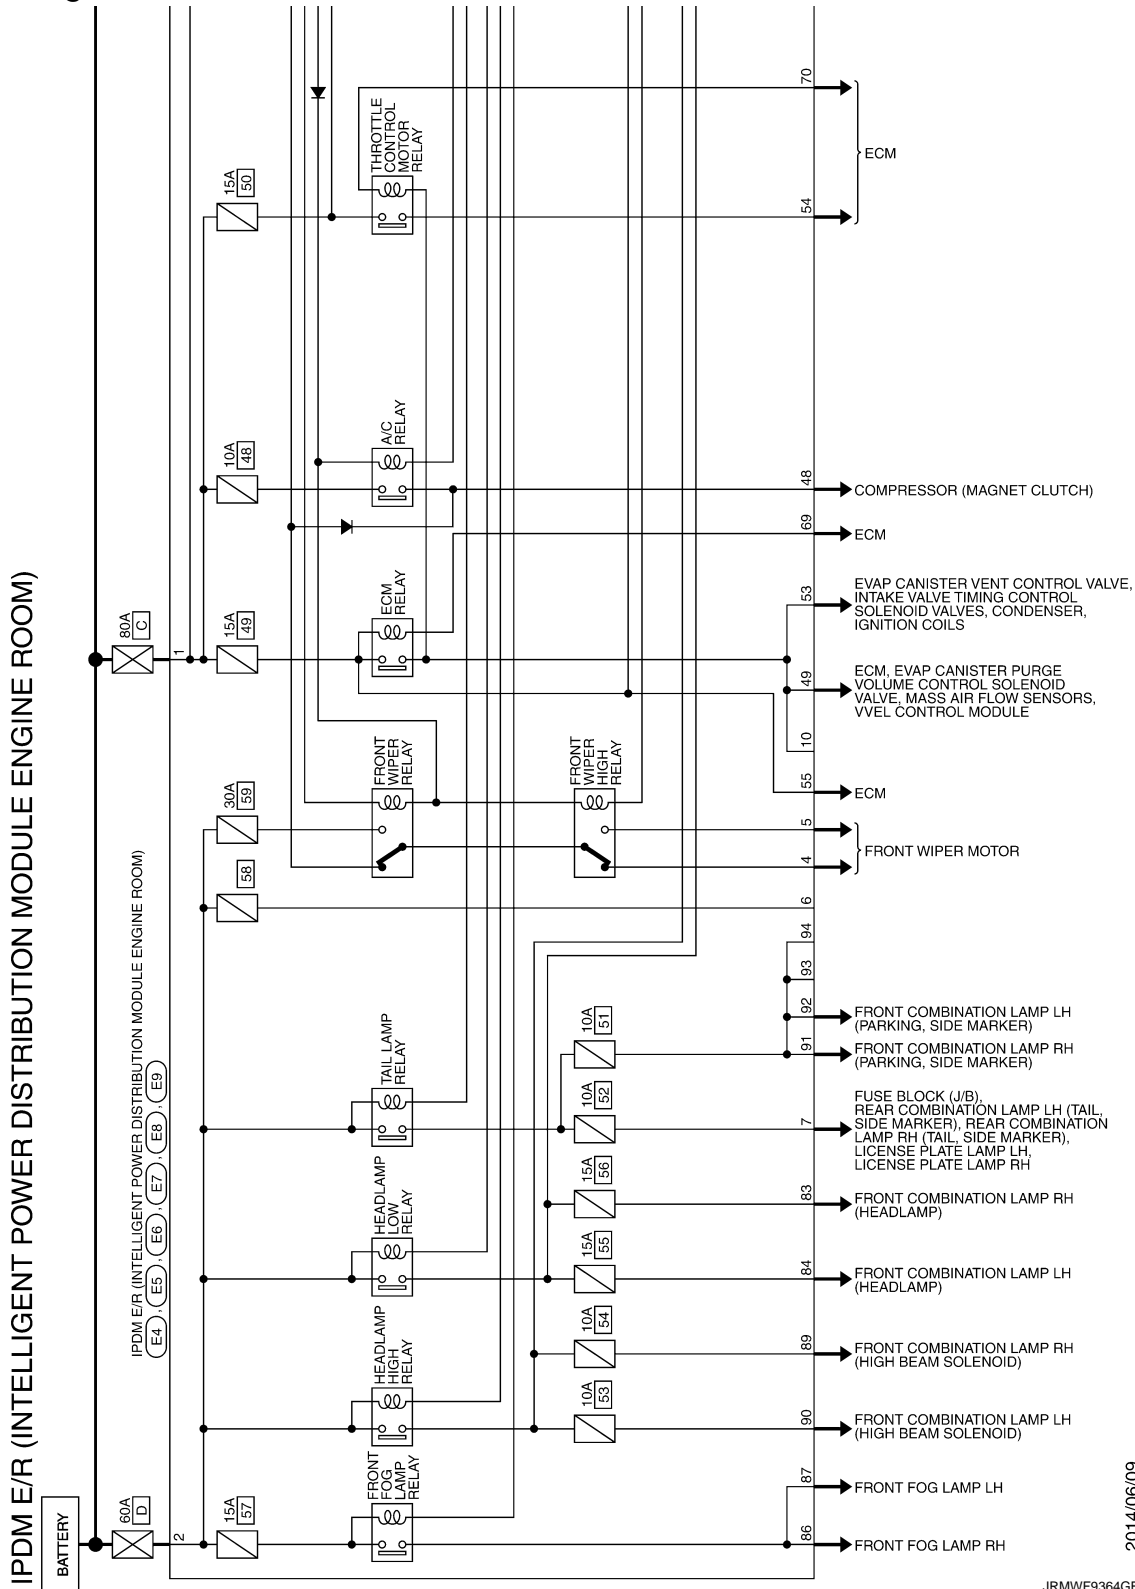 IPDM E/R (INTELLIGENT POWER DISTRIBUTION MODULE ENGINE ROOM)
BATTERY
60A
D
80A
C
IPDM E/R (INTELLIGENT POWER DISTRIBUTION MODULE ENGINE ROOM)
E4 , E5 , E6 , E7 , E8 , E9
2
1
15A
57
58
30A
59
15A
49
10A
48
15A
50
FRONT
FOG
LAMP
RELAY
HEADLAMP
HIGH
RELAY
HEADLAMP
LOW
RELAY
TAIL LAMP
RELAY
FRONT
WIPER
RELAY
FRONT
WIPER
HIGH
RELAY
ECM
RELAY
A/C
RELAY
THROTTLE
CONTROL
MOTOR
RELAY
10A
53
10A
54
15A
55
15A
56
10A
52
10A
51
70
54
ECM
48
COMPRESSOR (MAGNET CLUTCH)
69
ECM
53
EVAP CANISTER VENT CONTROL VALVE,
INTAKE VALVE TIMING CONTROL
SOLENOID VALVES, CONDENSER,
IGNITION COILS
49
ECM, EVAP CANISTER PURGE
VOLUME CONTROL SOLENOID
VALVE, MASS AIR FLOW SENSORS,
VVEL CONTROL MODULE
10
55
ECM
5
4
FRONT WIPER MOTOR
6
94
93
92
FRONT COMBINATION LAMP LH
(PARKING, SIDE MARKER)
91
FRONT COMBINATION LAMP RH
(PARKING, SIDE MARKER)
7
FUSE BLOCK (J/B),
REAR COMBINATION LAMP LH (TAIL,
SIDE MARKER), REAR COMBINATION
LAMP RH (TAIL, SIDE MARKER),
LICENSE PLATE LAMP LH,
LICENSE PLATE LAMP RH
83
FRONT COMBINATION LAMP RH
(HEADLAMP)
84
FRONT COMBINATION LAMP LH
(HEADLAMP)
89
FRONT COMBINATION LAMP RH
(HIGH BEAM SOLENOID)
90
FRONT COMBINATION LAMP LH
(HIGH BEAM SOLENOID)
87
FRONT FOG LAMP LH
86
FRONT FOG LAMP RH
2014/06/09